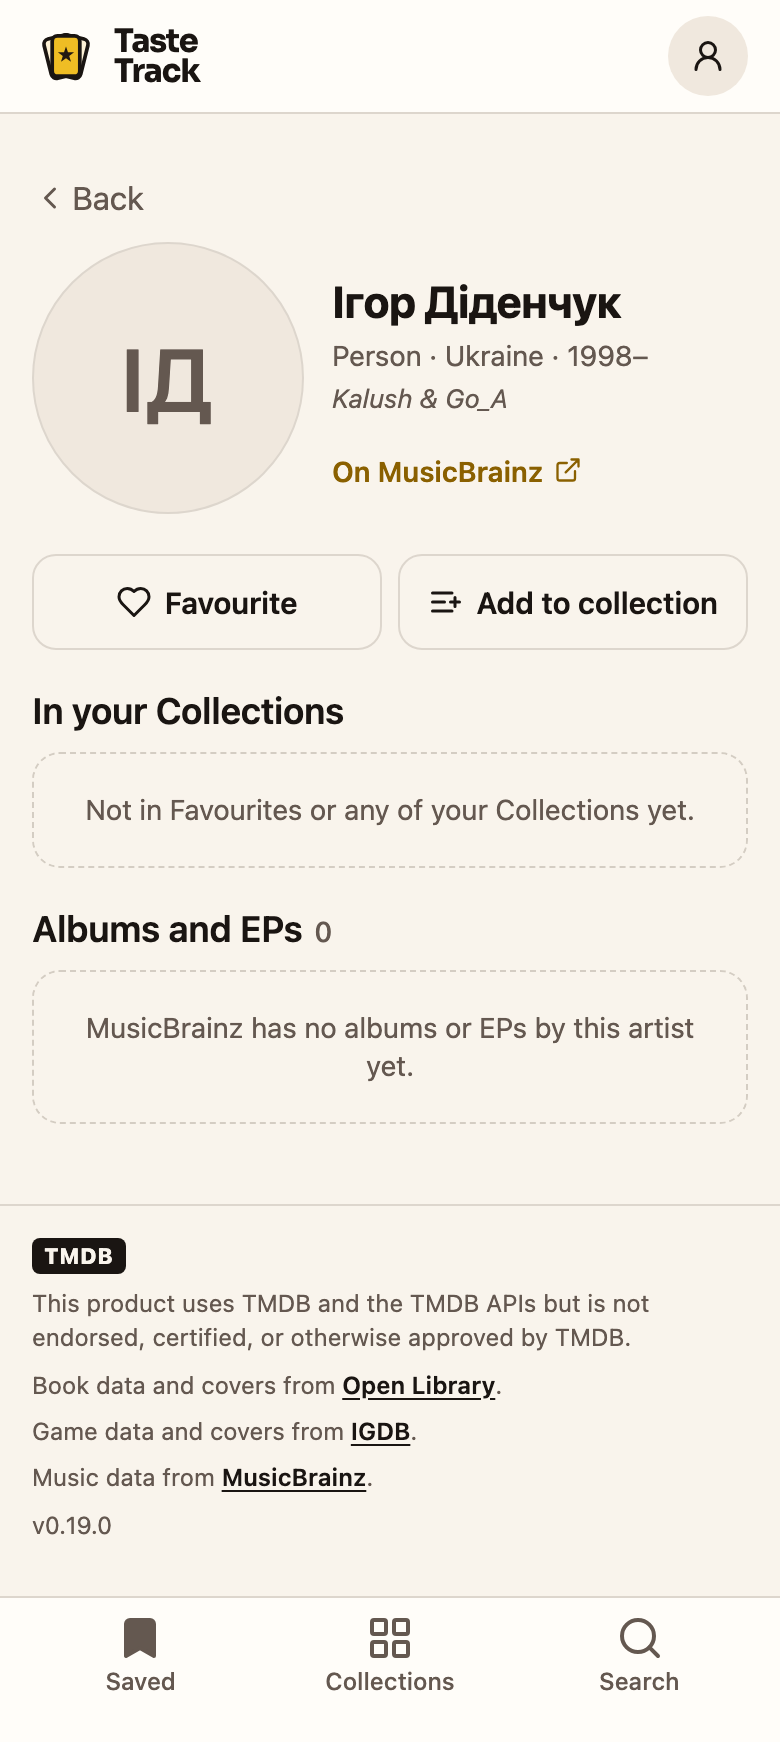 Taste
Track
Back
ІД
Ігор Діденчук
Person · Ukraine · 1998–
Kalush & Go_A
On MusicBrainz
Favourite
Add to collection
In your Collections
Not in Favourites or any of your Collections yet.
Albums and EPs 0
MusicBrainz has no albums or EPs by this artist
yet.
TMDB
This product uses TMDB and the TMDB APIs but is not
endorsed, certified, or otherwise approved by TMDB.
Book data and covers from Open Library.
Game data and covers from IGDB.
Music data from MusicBrainz.
v0.19.0
Saved
Collections
Search